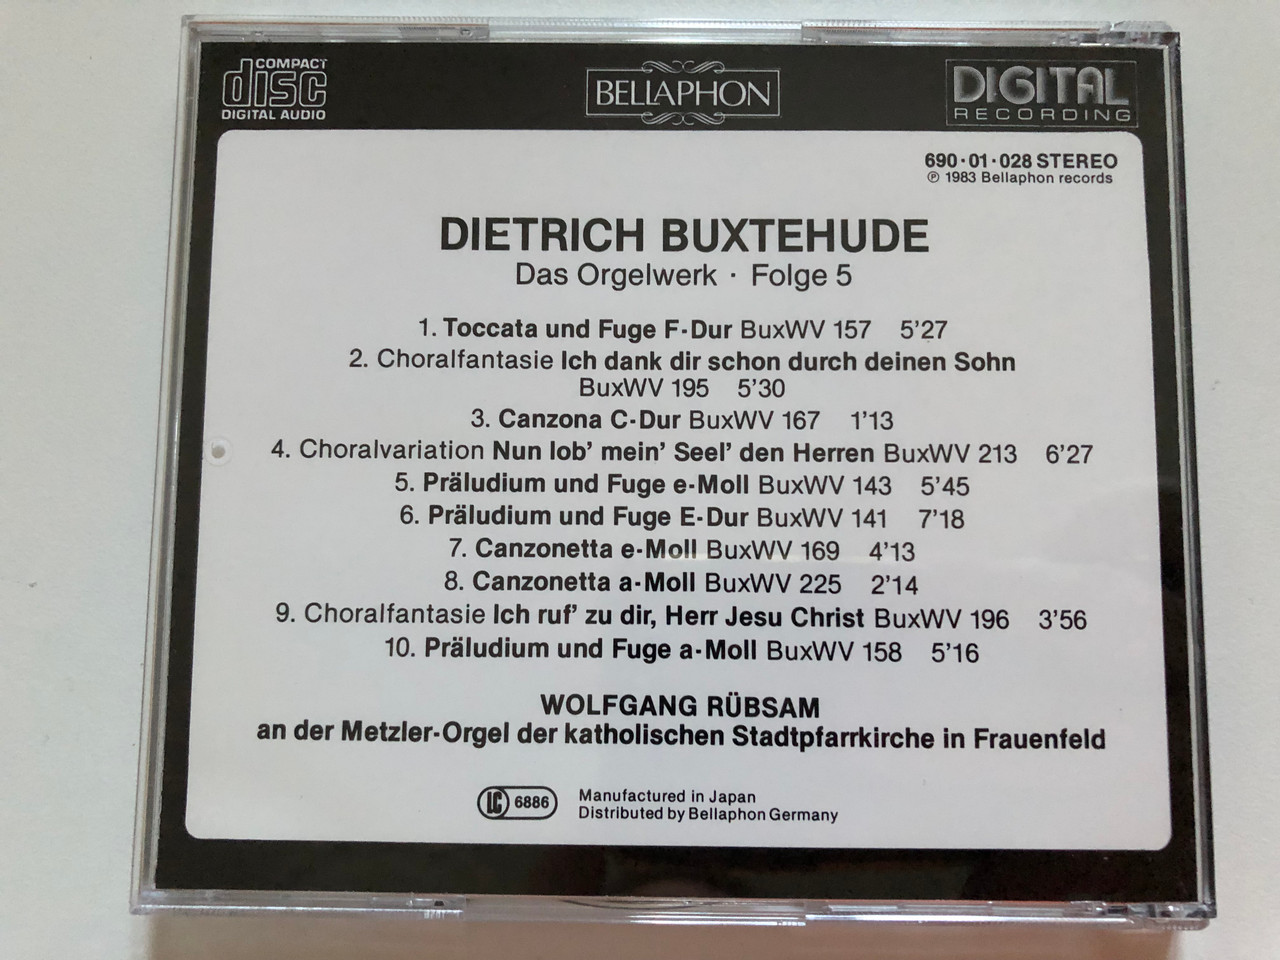 COMPACT
disc
DIGITAL AUDIO
BELLAPHON
DIGITAL
RECORDING
690·01·028 STEREO
℗ 1983 Bellaphon records
DIETRICH BUXTEHUDE
Das Orgelwerk · Folge 5
1. Toccata und Fuge F-Dur BuxWV 157 5'27
2. Choralfantasie Ich dank dir schon durch deinen Sohn
BuxWV 195 5'30
3. Canzona C-Dur BuxWV 167 1'13
4. Choralvariation Nun lob' mein' Seel' den Herren BuxWV 213 6'27
5. Präludium und Fuge e-Moll BuxWV 143 5'45
6. Präludium und Fuge E-Dur BuxWV 141 7'18
7. Canzonetta e-Moll BuxWV 169 4'13
8. Canzonetta a-Moll BuxWV 225 2'14
9. Choralfantasie Ich ruf' zu dir, Herr Jesu Christ BuxWV 196 3'56
10. Präludium und Fuge a-Moll BuxWV 158 5'16
WOLFGANG RÜBSAM
an der Metzler-Orgel der katholischen Stadtpfarrkirche in Frauenfeld
LC 6886
Manufactured in Japan
Distributed by Bellaphon Germany